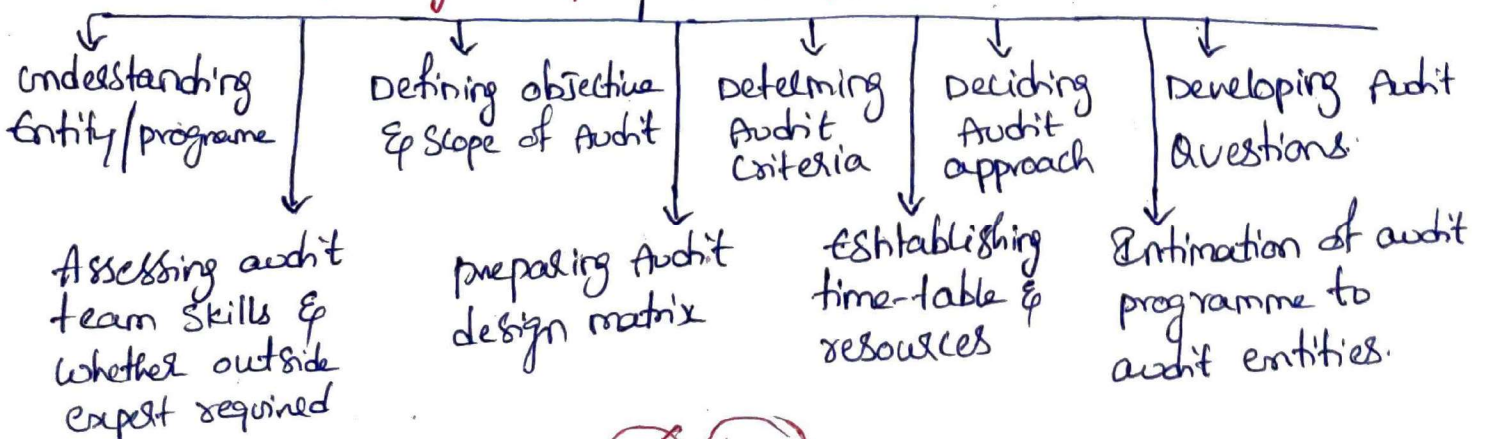 Understanding
Entity/programe
Defining objective
& Scope of Audit
Determing
Audit
Criteria
Deciding
Audit
approach
Developing Audit
Questions.
Assessing audit
team skills &
whether outside
expert required
preparing Audit
design matrix
Eshtablishing
time-table &
resources
Intimation of audit
programme to
audit entities.